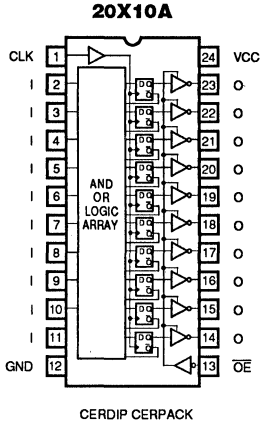 20X10A
CLK 1 24 VCC
I 2 23 O
I 3 22 O
I 4 21 O
I 5 20 O
I 6 19 O
I 7 18 O
I 8 17 O
I 9 16 O
I 10 15 O
I 11 14 O
GND 12 13 OE
AND
OR
LOGIC
ARRAY
CERDIP CERPACK